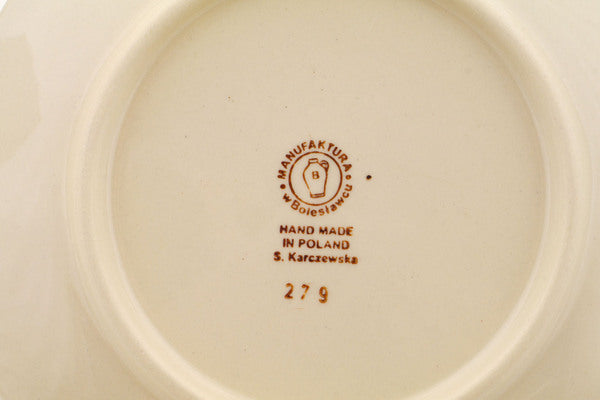 MANUFAKTURA
B
w Bolesławcu
HAND MADE
IN POLAND
S. Karczewska
279